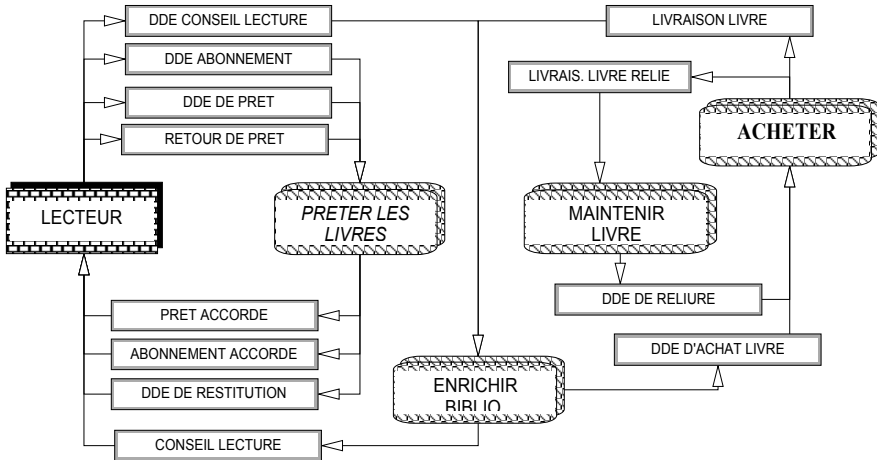 DDE CONSEIL LECTURE
LIVRAISON LIVRE
DDE ABONNEMENT
LIVRAIS. LIVRE RELIE
DDE DE PRET
RETOUR DE PRET
ACHETER
LECTEUR
PRETER LES
LIVRES
MAINTENIR
LIVRE
DDE DE RELIURE
PRET ACCORDE
DDE D'ACHAT LIVRE
ABONNEMENT ACCORDE
DDE DE RESTITUTION
ENRICHIR
BIBLIO
CONSEIL LECTURE